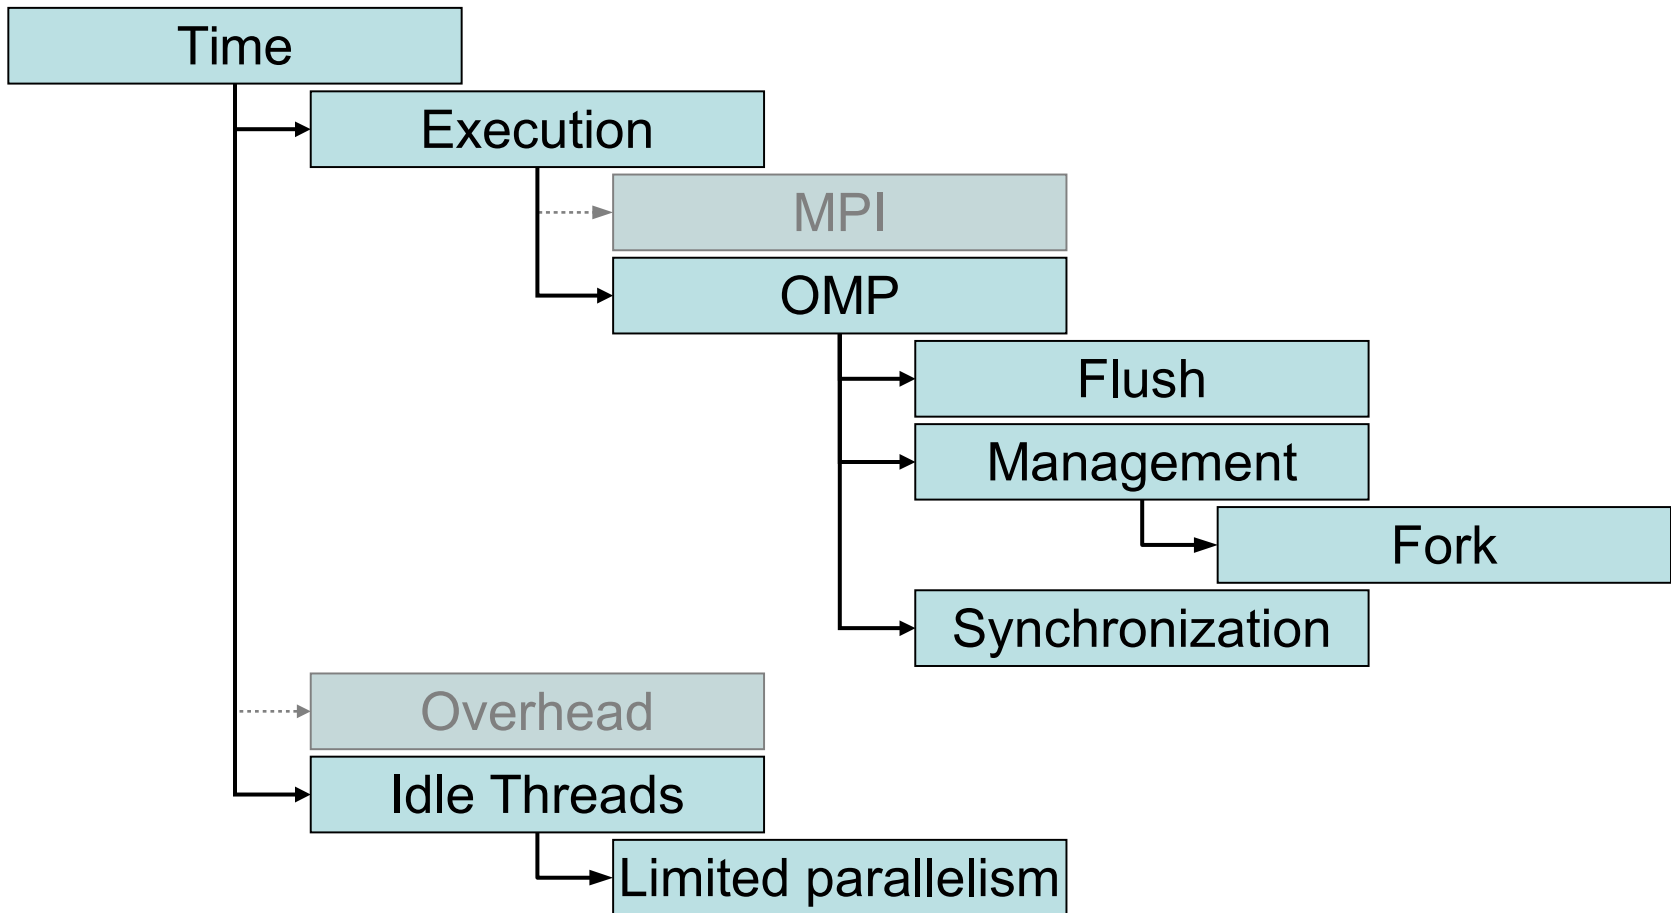 Time
Execution
MPI
OMP
Flush
Management
Fork
Synchronization
Overhead
Idle Threads
Limited parallelism